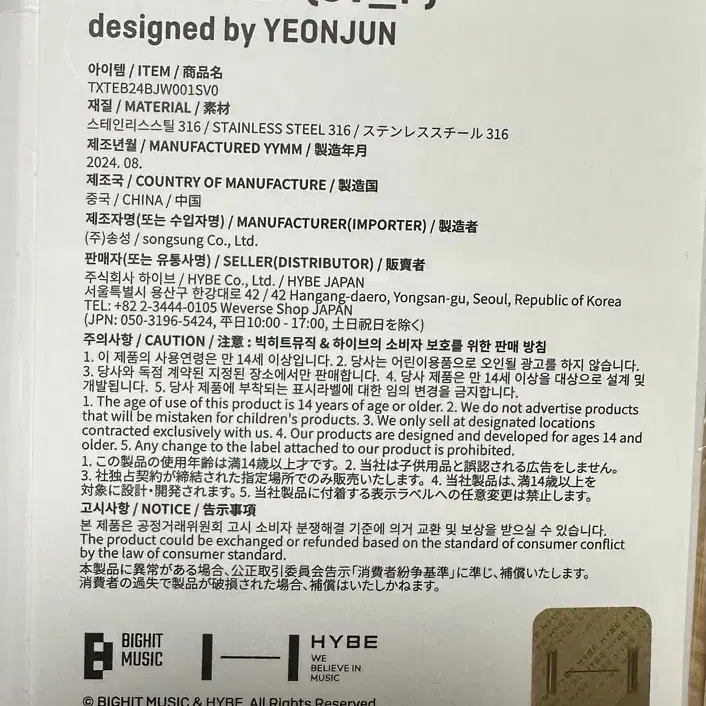 designed by YEONJUN
아이템 / ITEM / 商品名
TXTEB24BJW001SV0
재질 / MATERIAL / 素材
스테인리스스틸 316 / STAINLESS STEEL 316 / ステンレススチール 316
제조년월 / MANUFACTURED YYMM / 製造年月
2024. 08.
제조국 / COUNTRY OF MANUFACTURE / 製造国
중국 / CHINA / 中国
제조자명(또는 수입자명) / MANUFACTURER(IMPORTER) / 製造者
(주)송성 / songsung Co., Ltd.
판매자(또는 유통사명) / SELLER(DISTRIBUTOR) / 販賣者
주식회사 하이브 / HYBE Co., Ltd. / HYBE JAPAN
서울특별시 용산구 한강대로 42 / 42 Hangang-daero, Yongsan-gu, Seoul, Republic of Korea
TEL: +82 2-3444-0105 Weverse Shop JAPAN
(JPN: 050-3196-5424, 平日10:00 - 17:00, 土日祝日を除く)
주의사항 / CAUTION / 注意 : 빅히트뮤직 & 하이브의 소비자 보호를 위한 판매 방침
1. 이 제품의 사용연령은 만 14세 이상입니다. 2. 당사는 어린이용품으로 오인될 광고를 하지 않습니다.
3. 당사와 독점 계약된 지정된 장소에서만 판매합니다. 4. 당사 제품은 만 14세 이상을 대상으로 설계 및
개발됩니다. 5. 당사 제품에 부착되는 표시라벨에 대한 임의 변경을 금지합니다.
1. The age of use of this product is 14 years of age or older. 2. We do not advertise products
that will be mistaken for children's products. 3. We only sell at designated locations
contracted exclusively with us. 4. Our products are designed and developed for ages 14 and
older. 5. Any change to the label attached to our product is prohibited.
1. この製品の使用年齢は満14歳以上才です。2. 当社は子供用品と誤認される広告をしません。
3. 当社独占契約が締結された指定場所でのみ販売いたします。4. 当社製品は、満14歳以上を
対象に設計・開発されます。5. 当社製品に付着する表示ラベルへの任意変更は禁止します。
고시사항 / NOTICE / 告示事項
본 제품은 공정거래위원회 고시 소비자 분쟁해결 기준에 의거 교환 및 보상을 받으실 수 있습니다.
The product could be exchanged or refunded based on the standard of consumer conflict
by the law of consumer standard.
本製品に異常がある場合、公正取引委員会告示「消費者紛争基準」に準じ、補償いたします。
消費者の過失で製品が破損された場合、補償はいたしかねます。
BIGHIT
MUSIC
HYBE
WE
BELIEVE IN
MUSIC
© BIGHIT MUSIC & HYBE. All Rights Reserved